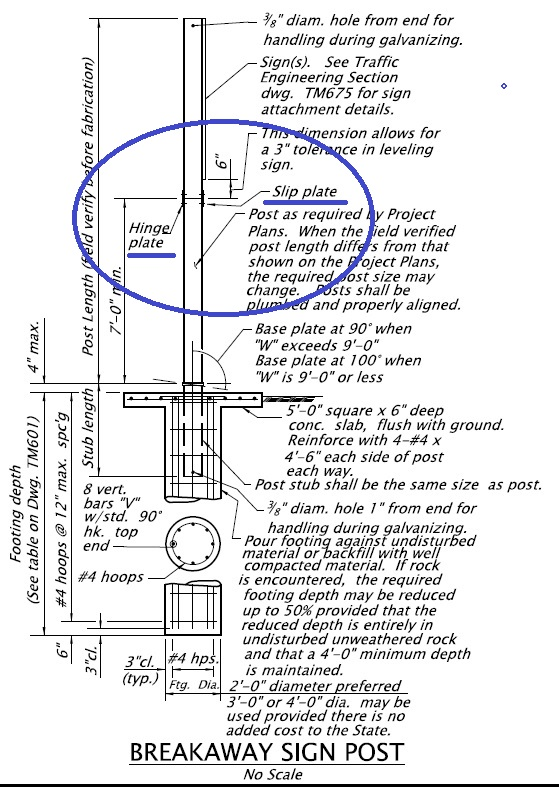 3/8" diam. hole from end for
handling during galvanizing.
Sign(s). See Traffic
Engineering Section
dwg. TM675 for sign
attachment details.
This dimension allows for
a 3" tolerance in leveling
sign.
6"
Slip plate
Hinge
plate
Post as required by Project
Plans. When the field verified
post length differs from that
shown on the Project Plans,
the required post size may
change. Posts shall be
plumbed and properly aligned.
Post Length (field verify before fabrication)
7'-0" min.
Base plate at 90° when
"W" exceeds 9'-0"
Base plate at 100° when
"W" is 9'-0" or less
4" max.
Stub length
5'-0" square x 6" deep
conc. slab, flush with ground.
Reinforce with 4-#4 x
4'-6" each side of post
each way.
Post stub shall be the same size as post.
3/8" diam. hole 1" from end for
handling during galvanizing.
Footing depth
(See table on Dwg. TM601)
#4 hoops @ 12" max. spc'g
8 vert.
bars "V"
w/std. 90°
hk. top
end
#4 hoops
Pour footing against undisturbed
material or backfill with well
compacted material. If rock
is encountered, the required
footing depth may be reduced
up to 50% provided that the
reduced depth is entirely in
undisturbed unweathered rock
and that a 4'-0" minimum depth
is maintained.
6"
3"cl.
3"cl.
(typ.)
#4 hps.
Ftg. Dia.
2'-0" diameter preferred
3'-0" or 4'-0" dia. may be
used provided there is no
added cost to the State.
BREAKAWAY SIGN POST
No Scale